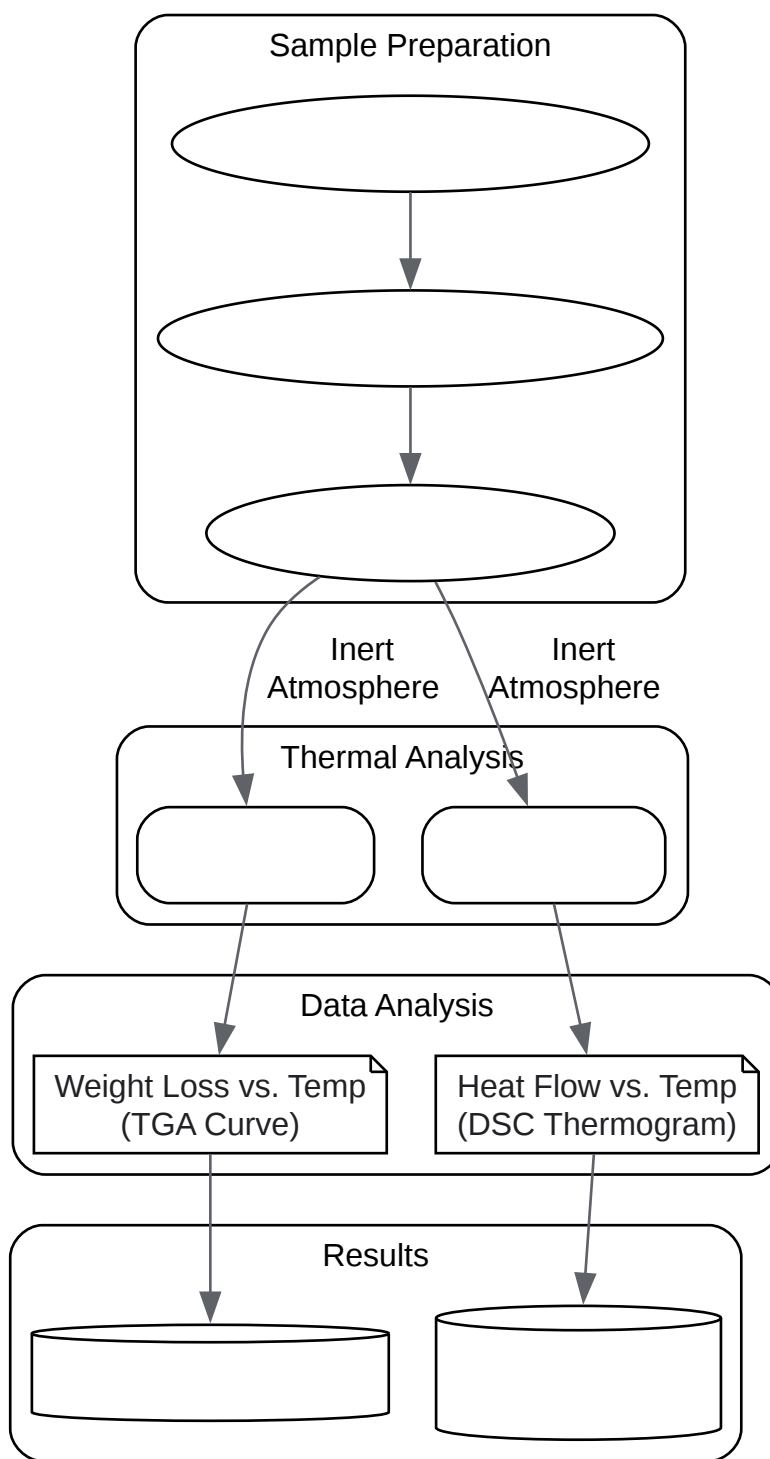 Sample Preparation
Inert
Atmosphere
Inert
Atmosphere
Thermal Analysis
Data Analysis
Weight Loss vs. Temp
(TGA Curve)
Heat Flow vs. Temp
(DSC Thermogram)
Results